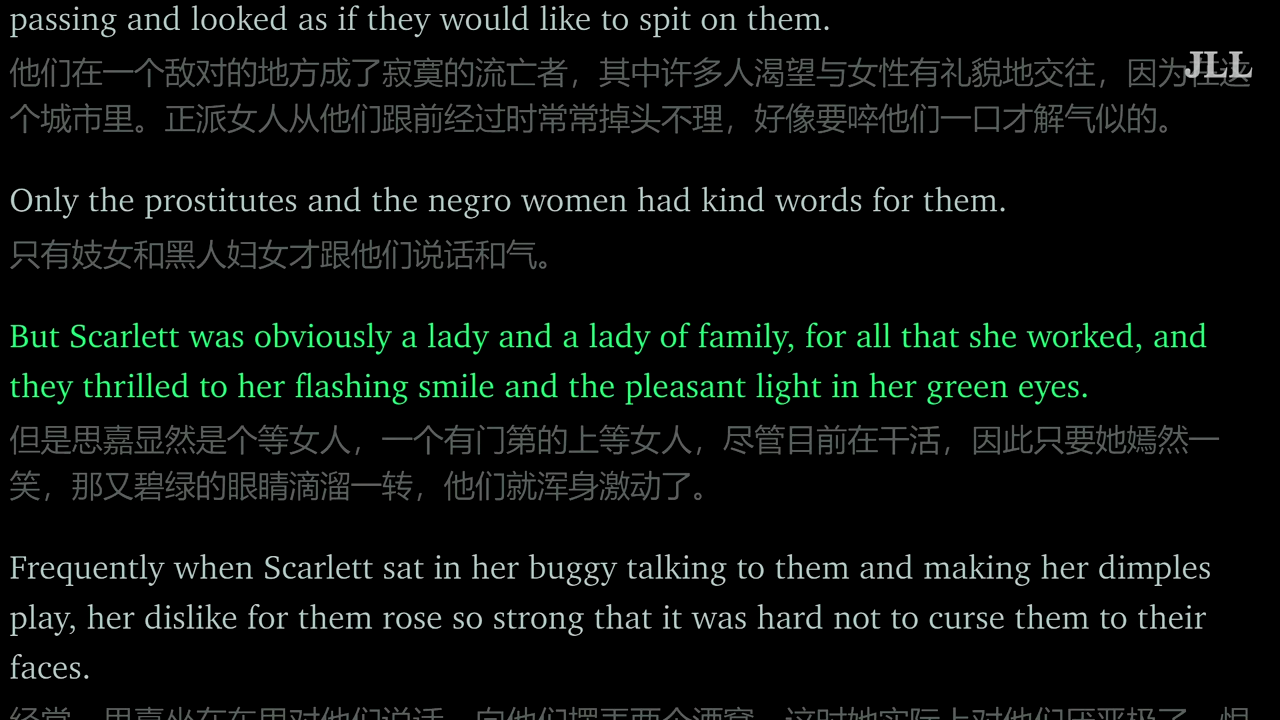 passing and looked as if they would like to spit on them.
他们在一个敌对的地方成了寂寞的流亡者，其中许多人渴望与女性有礼貌地交往，因为在这
JLL
个城市里。正派女人从他们跟前经过时常常掉头不理，好像要啐他们一口才解气似的。
Only the prostitutes and the negro women had kind words for them.
只有妓女和黑人妇女才跟他们说话和气。
But Scarlett was obviously a lady and a lady of family, for all that she worked, and
they thrilled to her flashing smile and the pleasant light in her green eyes.
但是思嘉显然是个等女人，一个有门第的上等女人，尽管目前在干活，因此只要她嫣然一
笑，那又碧绿的眼睛滴溜一转，他们就浑身激动了。
Frequently when Scarlett sat in her buggy talking to them and making her dimples
play, her dislike for them rose so strong that it was hard not to curse them to their
faces.